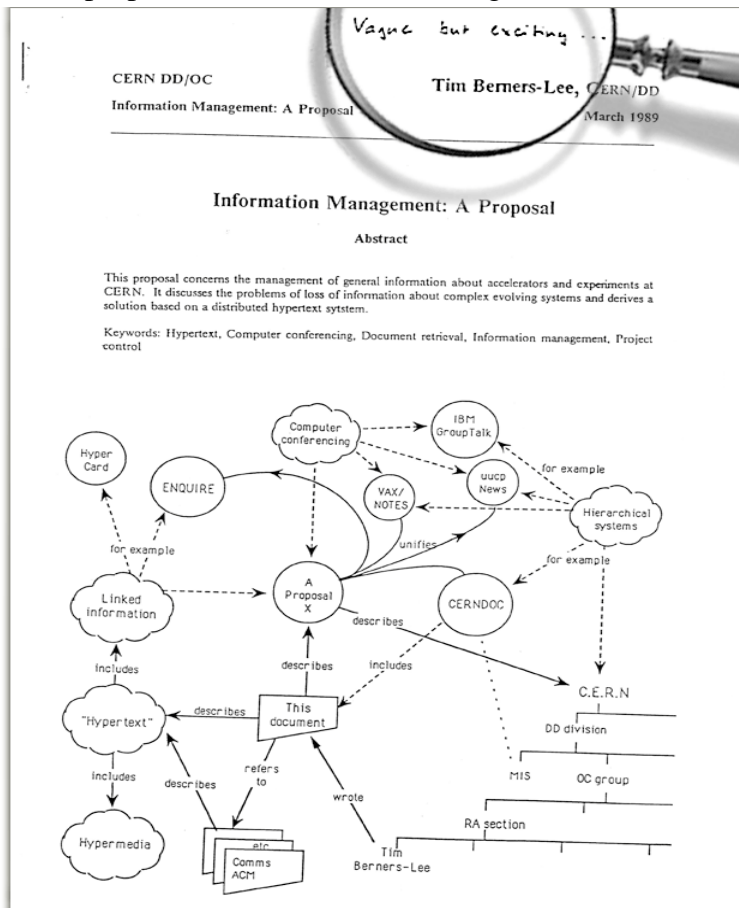 Vague but exciting ...
CERN DD/OC
Tim Berners-Lee, CERN/DD
Information Management: A Proposal
March 1989
Information Management: A Proposal
Abstract
This proposal concerns the management of general information about accelerators and experiments at
CERN. It discusses the problems of loss of information about complex evolving systems and derives a
solution based on a distributed hypertext sytstem.
Keywords: Hypertext, Computer conferencing, Document retrieval, Information management, Project
control
Computer
conferencing
IBM
GroupTalk
Hyper
Card
ENQUIRE
VAX/
NOTES
uucp
News
for example
Hierarchical
systems
unifies
for example
for example
Linked
information
A
Proposal
X
CERNDOC
describes
includes
describes
includes
C.E.R.N
"Hypertext"
describes
This
document
DD division
includes
describes
refers
to
MIS
OC group
wrote
RA section
Hypermedia
etc
Comms
ACM
Tim
Berners-Lee